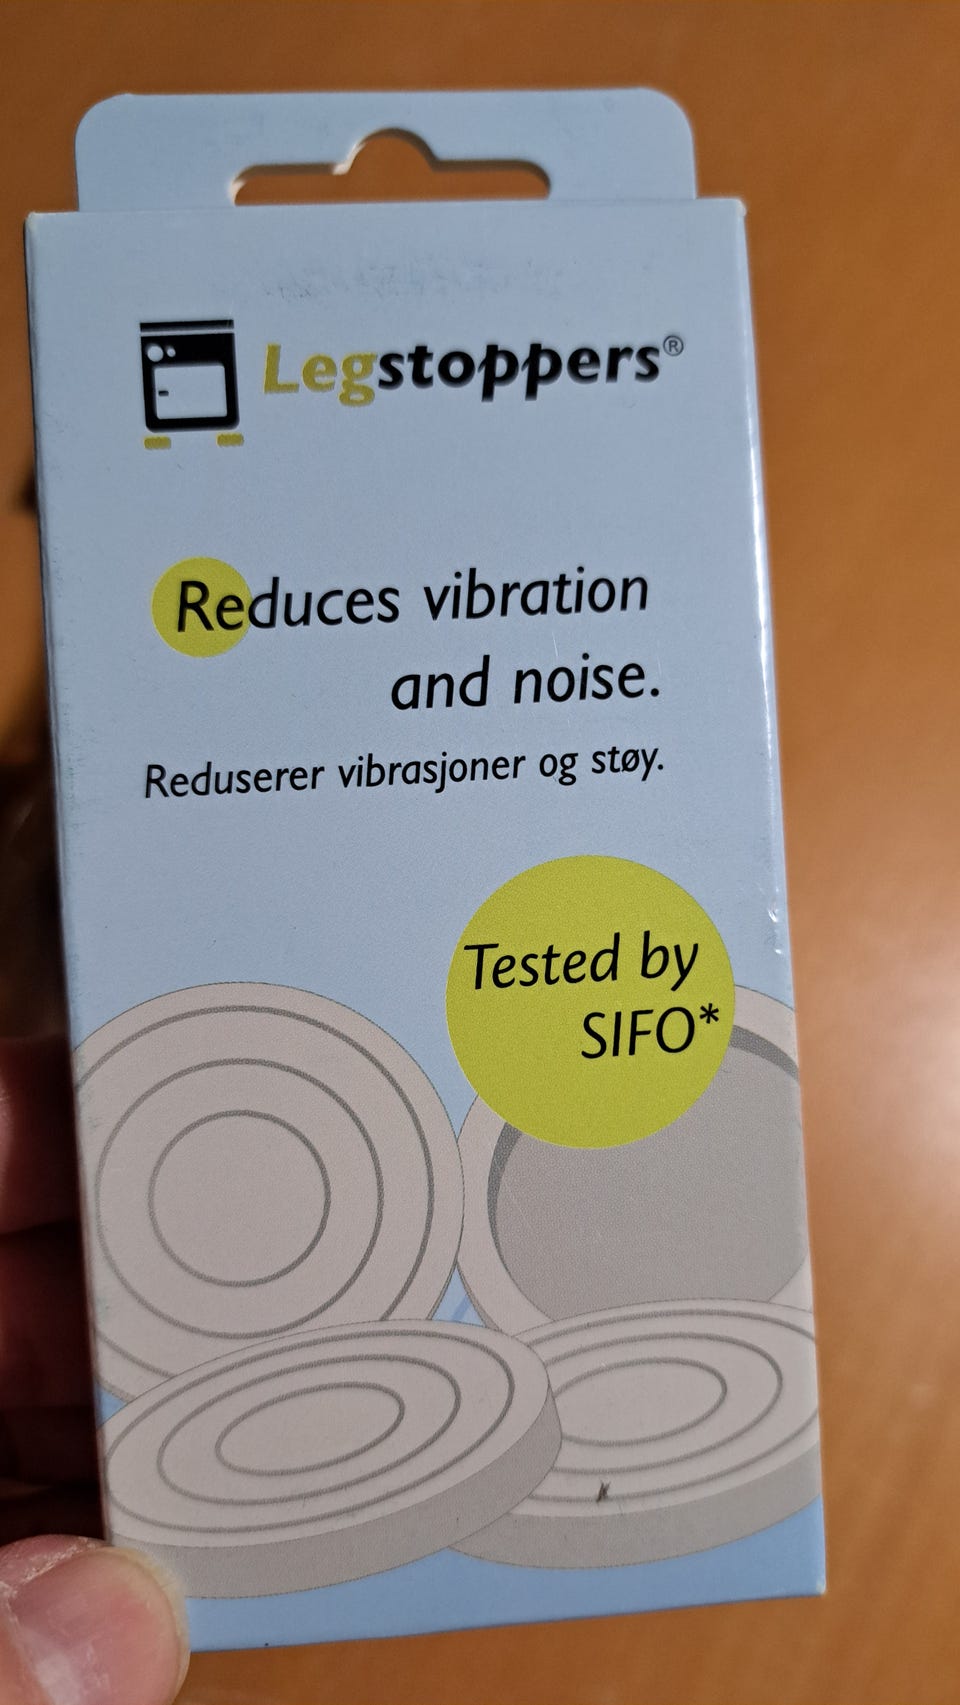 Legstoppers®
Reduces vibration
and noise.
Reduserer vibrasjoner og støy.
Tested by
SIFO*